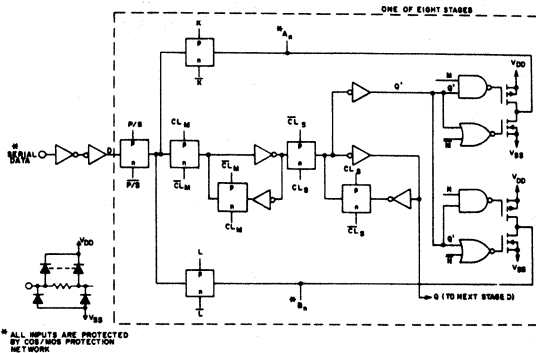 ONE OF EIGHT STAGES
K
p
n
K̅
*An
VDD
M
Q'
M̅
VSS
Q'
*
SERIAL
DATA
D
P/S
p
n
P̅/̅S̅
CLM
p
n
C̅L̅M
C̅L̅M
p
n
CLM
C̅L̅S
p
n
CLS
CLS
p
n
C̅L̅S
VDD
N
Q'
N̅
VSS
L
p
n
L̅
*Bn
Q (TO NEXT STAGE D)
VDD
VSS
* ALL INPUTS ARE PROTECTED
BY COS/MOS PROTECTION
NETWORK